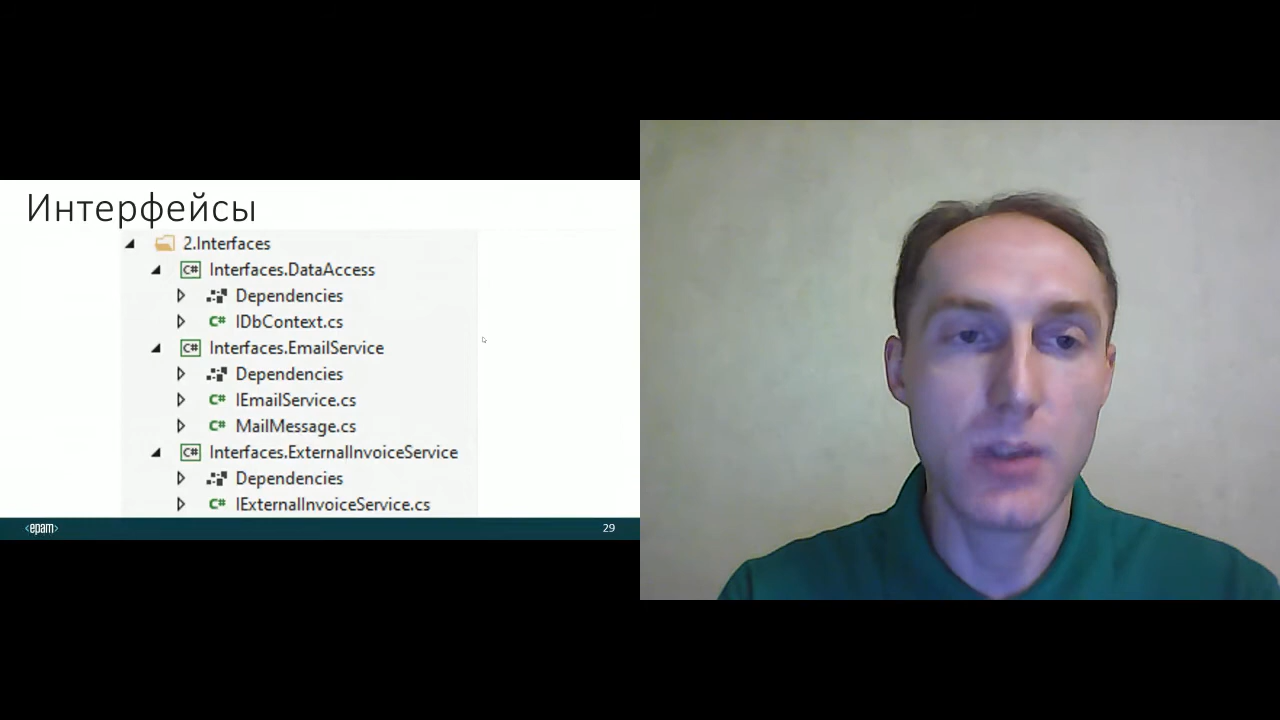 Интерфейсы
2.Interfaces
C# Interfaces.DataAccess
Dependencies
C# IDbContext.cs
C# Interfaces.EmailService
Dependencies
C# IEmailService.cs
C# MailMessage.cs
C# Interfaces.ExternalInvoiceService
Dependencies
C# IExternalInvoiceService.cs
<epam> 29